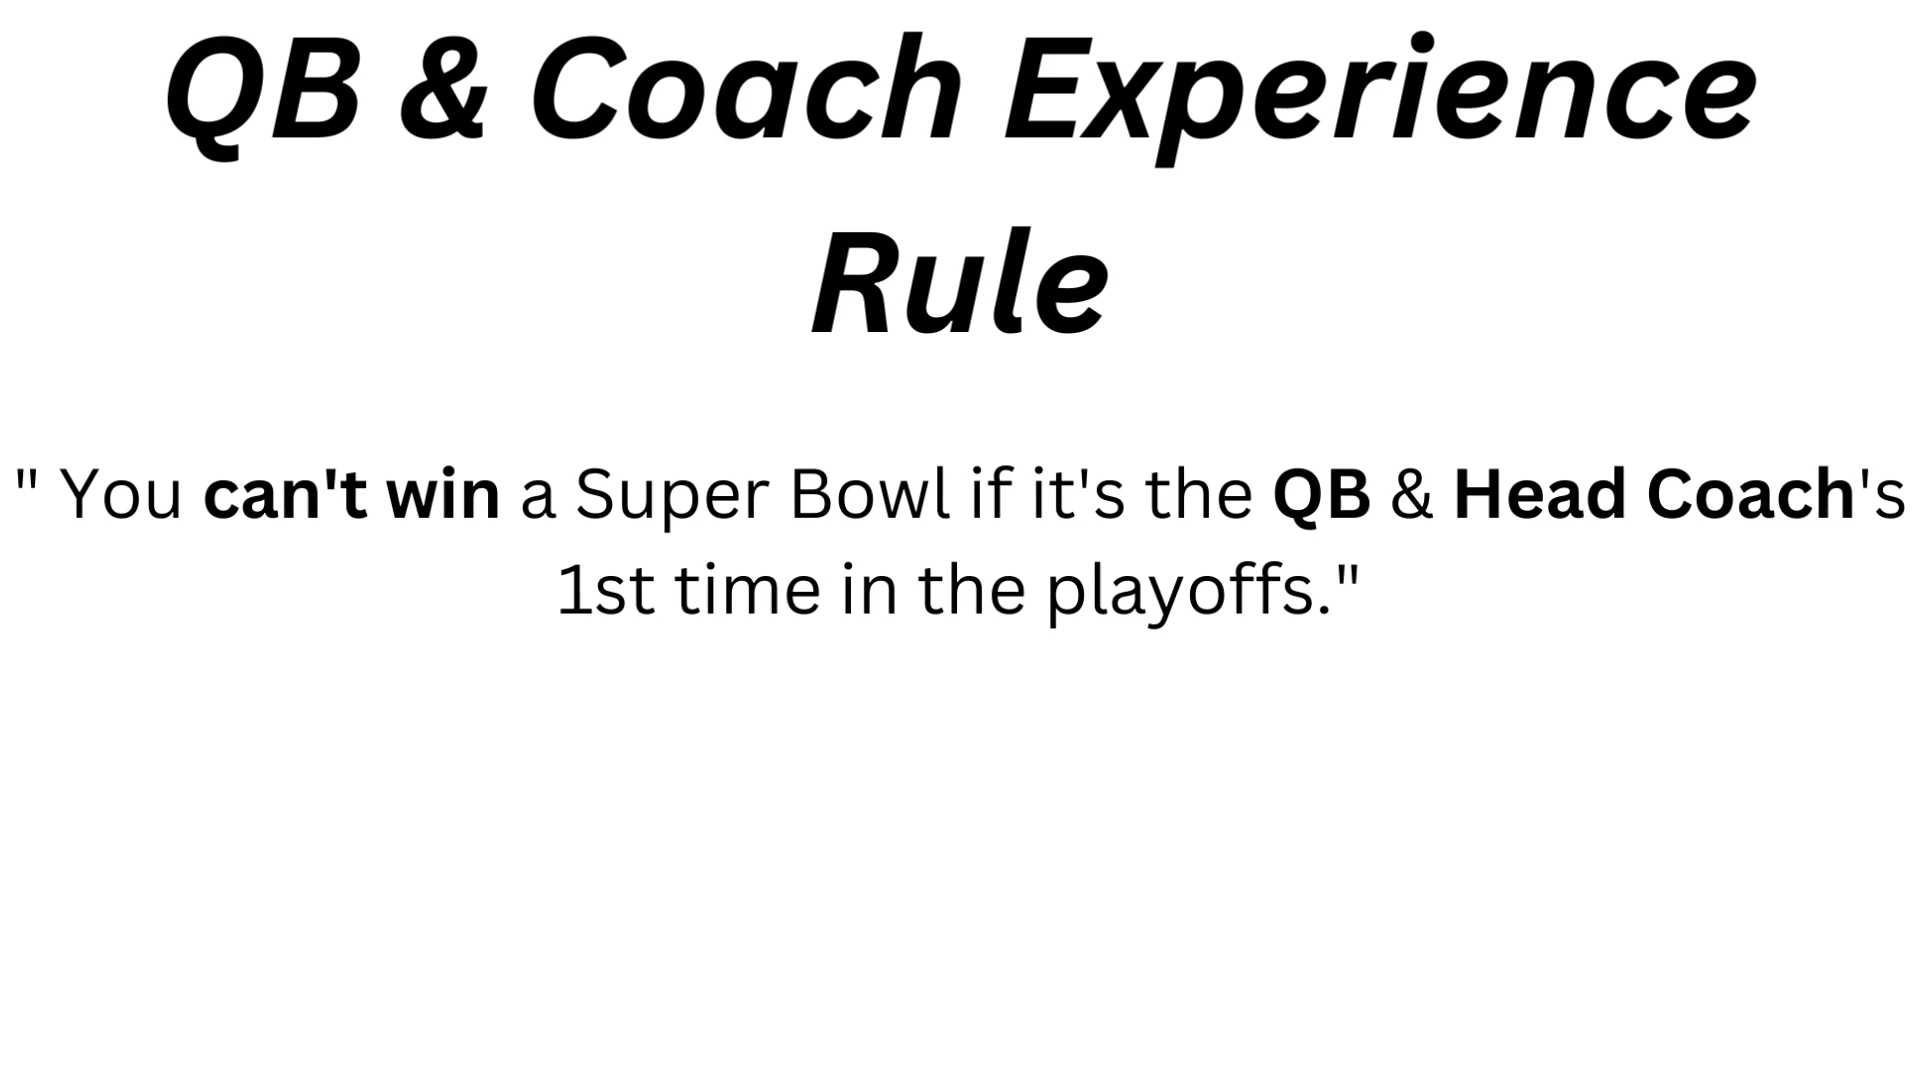 QB & Coach Experience
Rule
" You can't win a Super Bowl if it's the QB & Head Coach's
1st time in the playoffs."